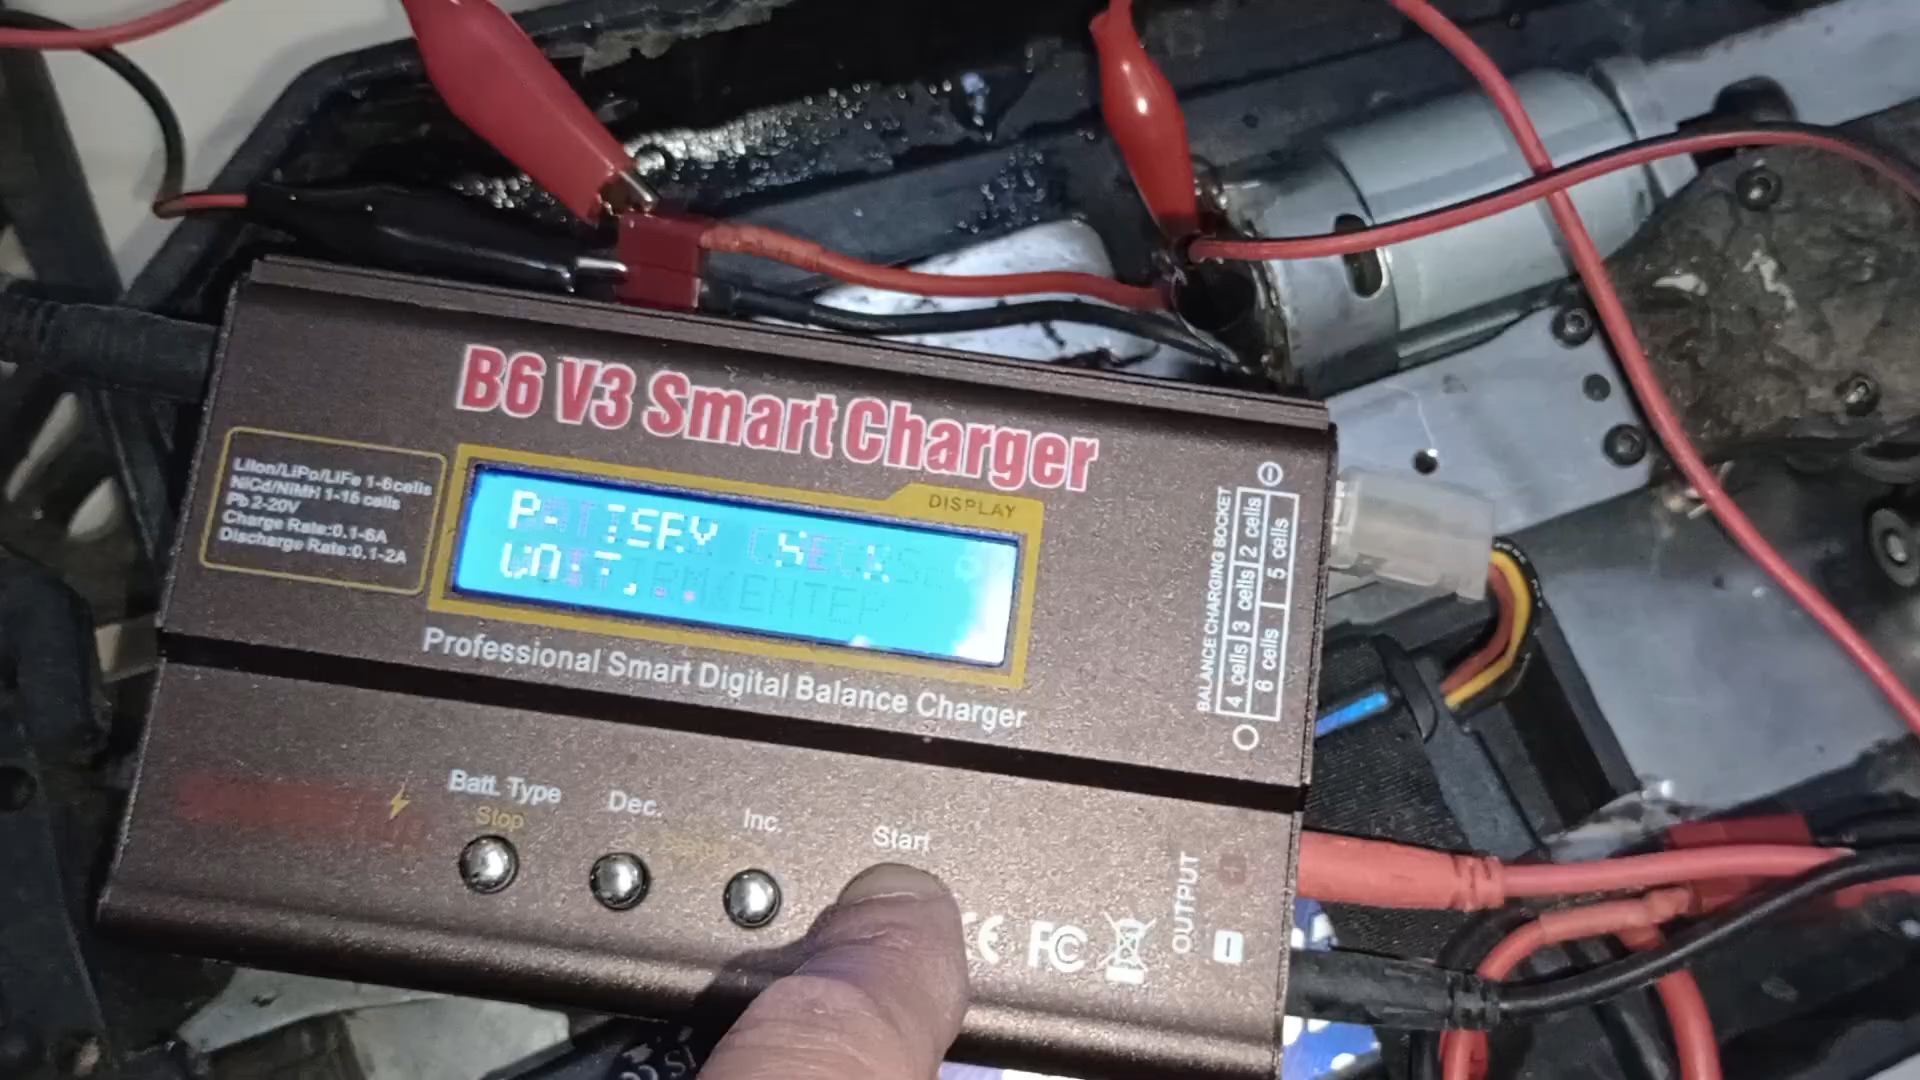 B6 V3 Smart Charger
LiIon/LiPo/LiFe 1-6cells
NiCd/NiMH 1-15 cells
Pb 2-20V
Charge Rate:0.1-6A
Discharge Rate:0.1-2A
DISPLAY
Professional Smart Digital Balance Charger
BALANCE CHARGING SOCKET
2 cells
3 cells
4 cells
5 cells
6 cells
Batt. Type
Stop
Dec.
Inc.
Start
OUTPUT
CE FC